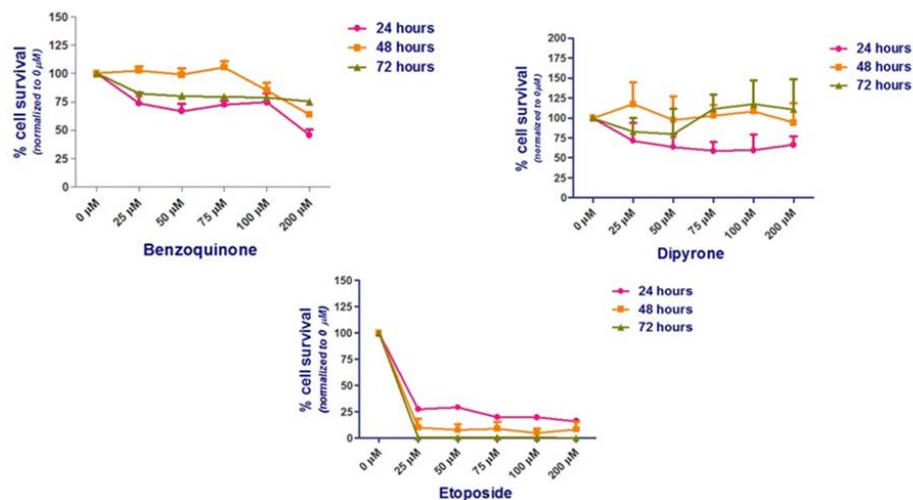 % cell survival
(normalized to 0µM)
150
125
100
75
50
25
0
0 µM
25 µM
50 µM
75 µM
100 µM
200 µM
Benzoquinone
24 hours
48 hours
72 hours
% cell survival
(normalized to 0µM)
200
175
150
125
100
75
50
25
0
0 µM
25 µM
50 µM
75 µM
100 µM
200 µM
Dipyrone
24 hours
48 hours
72 hours
% cell survival
(normalized to 0 µM)
150
125
100
75
50
25
0
0 µM
25 µM
50 µM
75 µM
100 µM
200 µM
Etoposide
24 hours
48 hours
72 hours